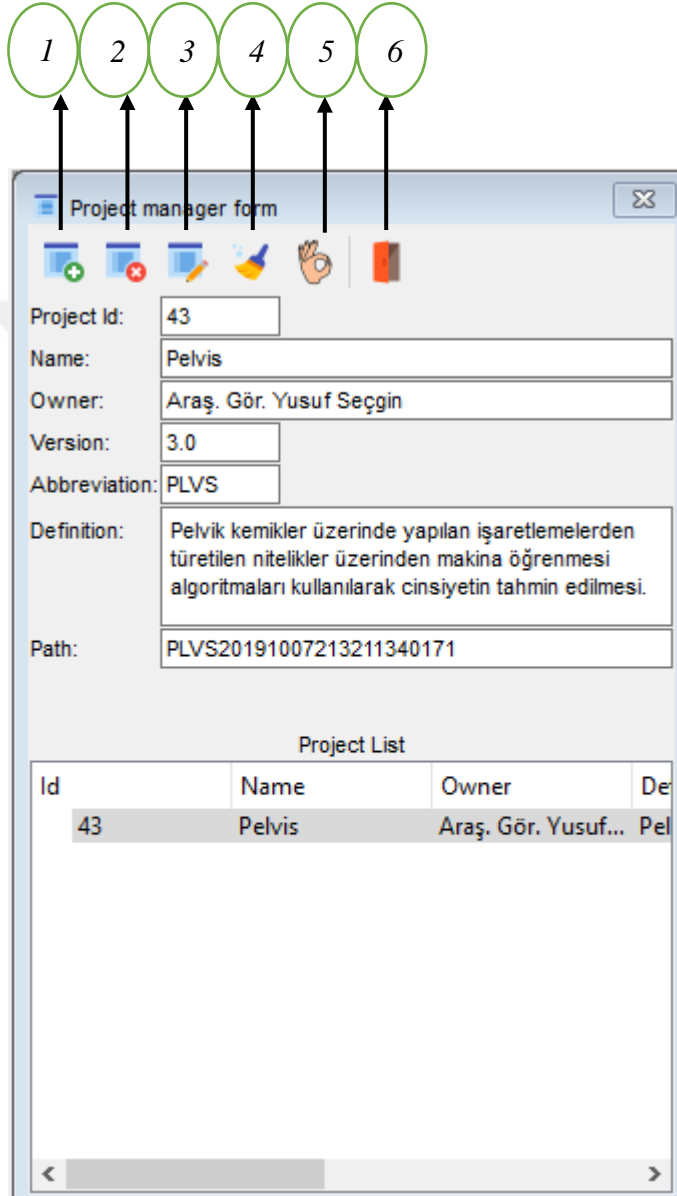 1 2 3 4 5 6
Project manager form
Project Id: 43
Name: Pelvis
Owner: Araş. Gör. Yusuf Seçgin
Version: 3.0
Abbreviation: PLVS
Definition: Pelvik kemikler üzerinde yapılan işaretlemelerden
türetilen nitelikler üzerinden makina öğrenmesi
algoritmaları kullanılarak cinsiyetin tahmin edilmesi.
Path: PLVS20191007213211340171
Project List
Id Name Owner De
43 Pelvis Araş. Gör. Yusuf... Pel